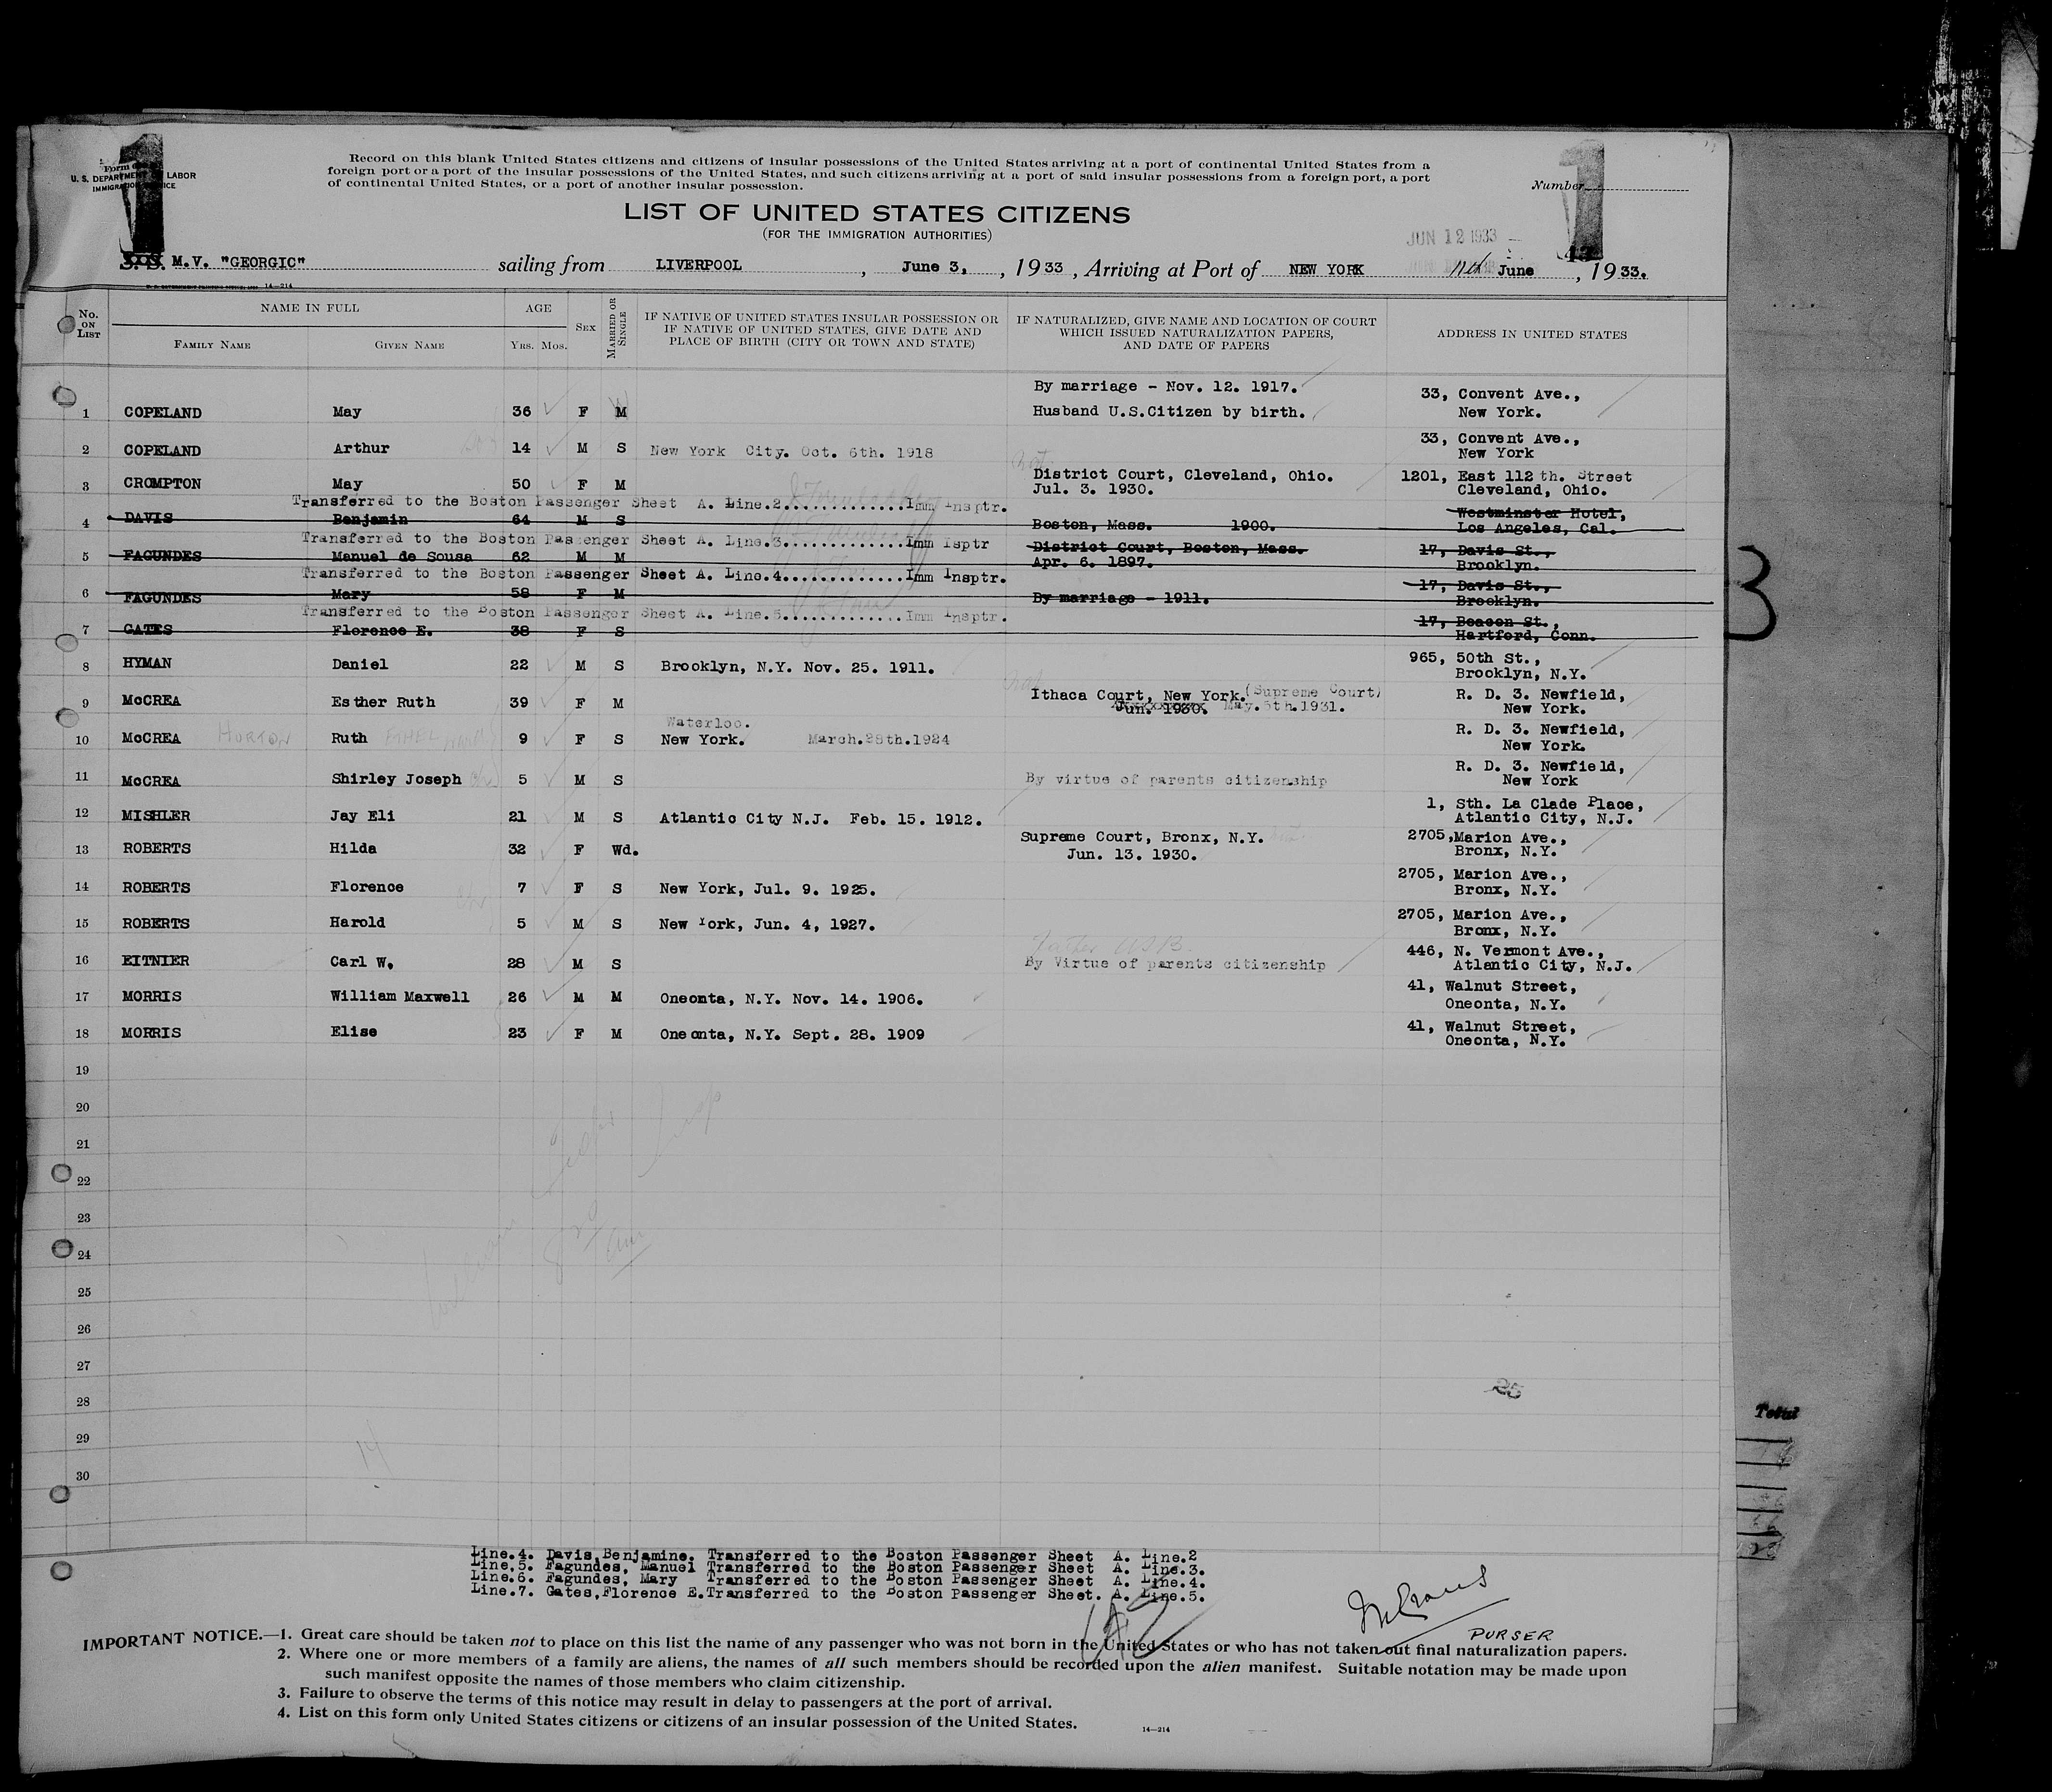 1
1
Form
U. S. DEPARTMENT OF LABOR
IMMIGRATION SERVICE
Record on this blank United States citizens and citizens of insular possessions of the United States arriving at a port of continental United States from a
foreign port or a port of the insular possessions of the United States, and such citizens arriving at a port of said insular possessions from a foreign port, a port
of continental United States, or a port of another insular possession.
Number
LIST OF UNITED STATES CITIZENS
(FOR THE IMMIGRATION AUTHORITIES)
JUN 12 1933
S. S. M.V. "GEORGIC" sailing from LIVERPOOL, June 3, , 1933, Arriving at Port of NEW YORK 11th June , 1933.
14—214
No. ON LIST
NAME IN FULL
FAMILY NAME
GIVEN NAME
AGE
YRS. MOS.
SEX
MARRIED OR SINGLE
IF NATIVE OF UNITED STATES INSULAR POSSESSION OR
IF NATIVE OF UNITED STATES, GIVE DATE AND
PLACE OF BIRTH (CITY OR TOWN AND STATE)
IF NATURALIZED, GIVE NAME AND LOCATION OF COURT
WHICH ISSUED NATURALIZATION PAPERS,
AND DATE OF PAPERS
ADDRESS IN UNITED STATES
By marriage - Nov. 12. 1917. 33, Convent Ave.,
1 COPELAND May 36 F M Husband U.S.Citizen by birth. New York.
33, Convent Ave.,
2 COPELAND Arthur 14 M S New York City. Oct. 6th. 1918 New York
District Court, Cleveland, Ohio. 1201, East 112 th. Street
3 CROMPTON May 50 F M Jul. 3. 1930. Cleveland, Ohio.
Transferred to the Boston Passenger Sheet A. Line.2.............Imm Insptr. Westminster Hotel,
4 DAVIS Benjamin 64 M S Boston, Mass. 1900. Los Angeles, Cal.
Transferred to the Boston Passenger Sheet A. Line.3.............Imm Isptr District Court, Boston, Mass. 17, Davis St.,
5 FAGUNDES Manuel de Sousa 62 M M Apr. 6. 1897. Brooklyn.
Transferred to the Boston Passenger Sheet A. Line.4.............Imm Insptr. 17, Davis St.,
6 FAGUNDES Mary 58 F M By marriage - 1911. Brooklyn.
Transferred to the Boston Passenger Sheet A. Line.5.............Imm Insptr. 17, Beacon St.,
7 GATES Florence E. 38 F S Hartford, Conn.
965, 50th St.,
8 HYMAN Daniel 22 M S Brooklyn, N.Y. Nov. 25. 1911. Brooklyn, N.Y.
Ithaca Court, New York.(Supreme Court) R. D. 3. Newfield,
9 McCREA Esther Ruth 39 F M Jun. 1930. May.5th.1931. New York.
Waterloo. R. D. 3. Newfield,
10 McCREA HORTON Ruth ETHEL 9 F S New York. March.28th.1924 New York.
R. D. 3. Newfield,
11 McCREA Shirley Joseph 5 M S By virtue of parents citizenship New York
1, Sth. La Clade Place,
12 MISHLER Jay Eli 21 M S Atlantic City N.J. Feb. 15. 1912. Atlantic City, N.J.
Supreme Court, Bronx, N.Y. 2705,Marion Ave.,
13 ROBERTS Hilda 32 F Wd. Jun. 13. 1930. Bronx, N.Y.
2705, Marion Ave.,
14 ROBERTS Florence 7 F S New York, Jul. 9. 1925. Bronx, N.Y.
2705, Marion Ave.,
15 ROBERTS Harold 5 M S New York, Jun. 4, 1927. Bronx, N.Y.
446, N. Vermont Ave.,
16 EITNIER Carl W. 28 M S By Virtue of parents citizenship Atlantic City, N.J.
41, Walnut Street,
17 MORRIS William Maxwell 26 M M Oneonta, N.Y. Nov. 14. 1906. Oneonta, N.Y.
41, Walnut Street,
18 MORRIS Elise 23 F M Oneonta, N.Y. Sept. 28. 1909 Oneonta, N.Y.
19
20
21
22
23
24
25
26
27
28
29
30
3
Total
Line.4. Davis,Benjamine. Transferred to the Boston Passenger Sheet A. Line.2
Line.5. Fagundes, Manuel Transferred to the Boston Passenger Sheet A. Line.3.
Line.6. Fagundes, Mary Transferred to the Boston Passenger Sheet A. Line.4.
Line.7. Gates,Florence E.Transferred to the Boston Passenger Sheet. A. Line.5.
PURSER
IMPORTANT NOTICE.—1. Great care should be taken not to place on this list the name of any passenger who was not born in the United States or who has not taken out final naturalization papers.
2. Where one or more members of a family are aliens, the names of all such members should be recorded upon the alien manifest. Suitable notation may be made upon
such manifest opposite the names of those members who claim citizenship.
3. Failure to observe the terms of this notice may result in delay to passengers at the port of arrival.
4. List on this form only United States citizens or citizens of an insular possession of the United States.
14—214